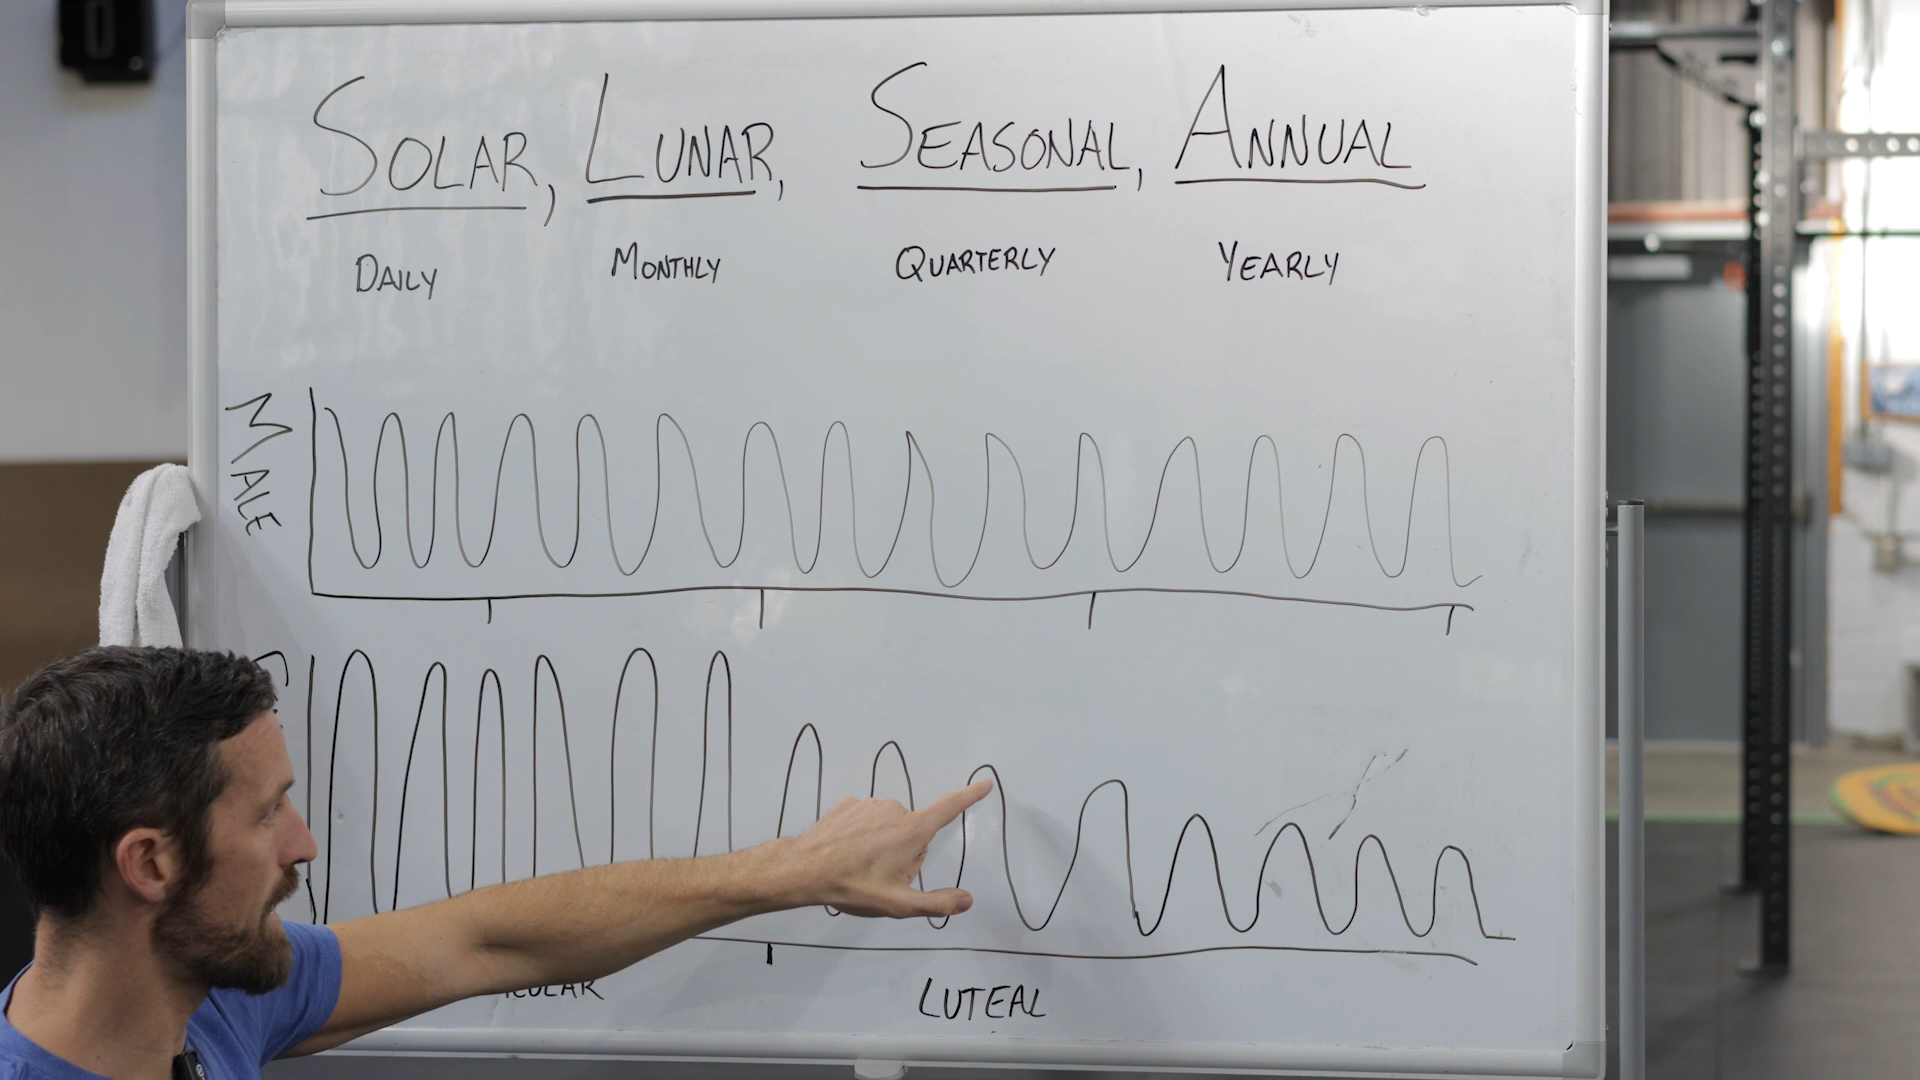 SOLAR, LUNAR, SEASONAL, ANNUAL
DAILY MONTHLY QUARTERLY YEARLY
MALE
LUTEAL